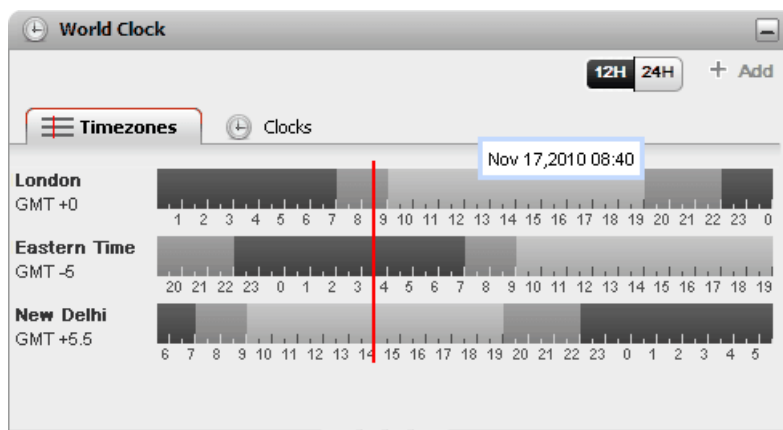 World Clock
12H 24H + Add
Timezones Clocks
Nov 17,2010 08:40
London
GMT +0
1 2 3 4 5 6 7 8 9 10 11 12 13 14 15 16 17 18 19 20 21 22 23 0
Eastern Time
GMT -5
20 21 22 23 0 1 2 3 4 5 6 7 8 9 10 11 12 13 14 15 16 17 18 19
New Delhi
GMT +5.5
6 7 8 9 10 11 12 13 14 15 16 17 18 19 20 21 22 23 0 1 2 3 4 5